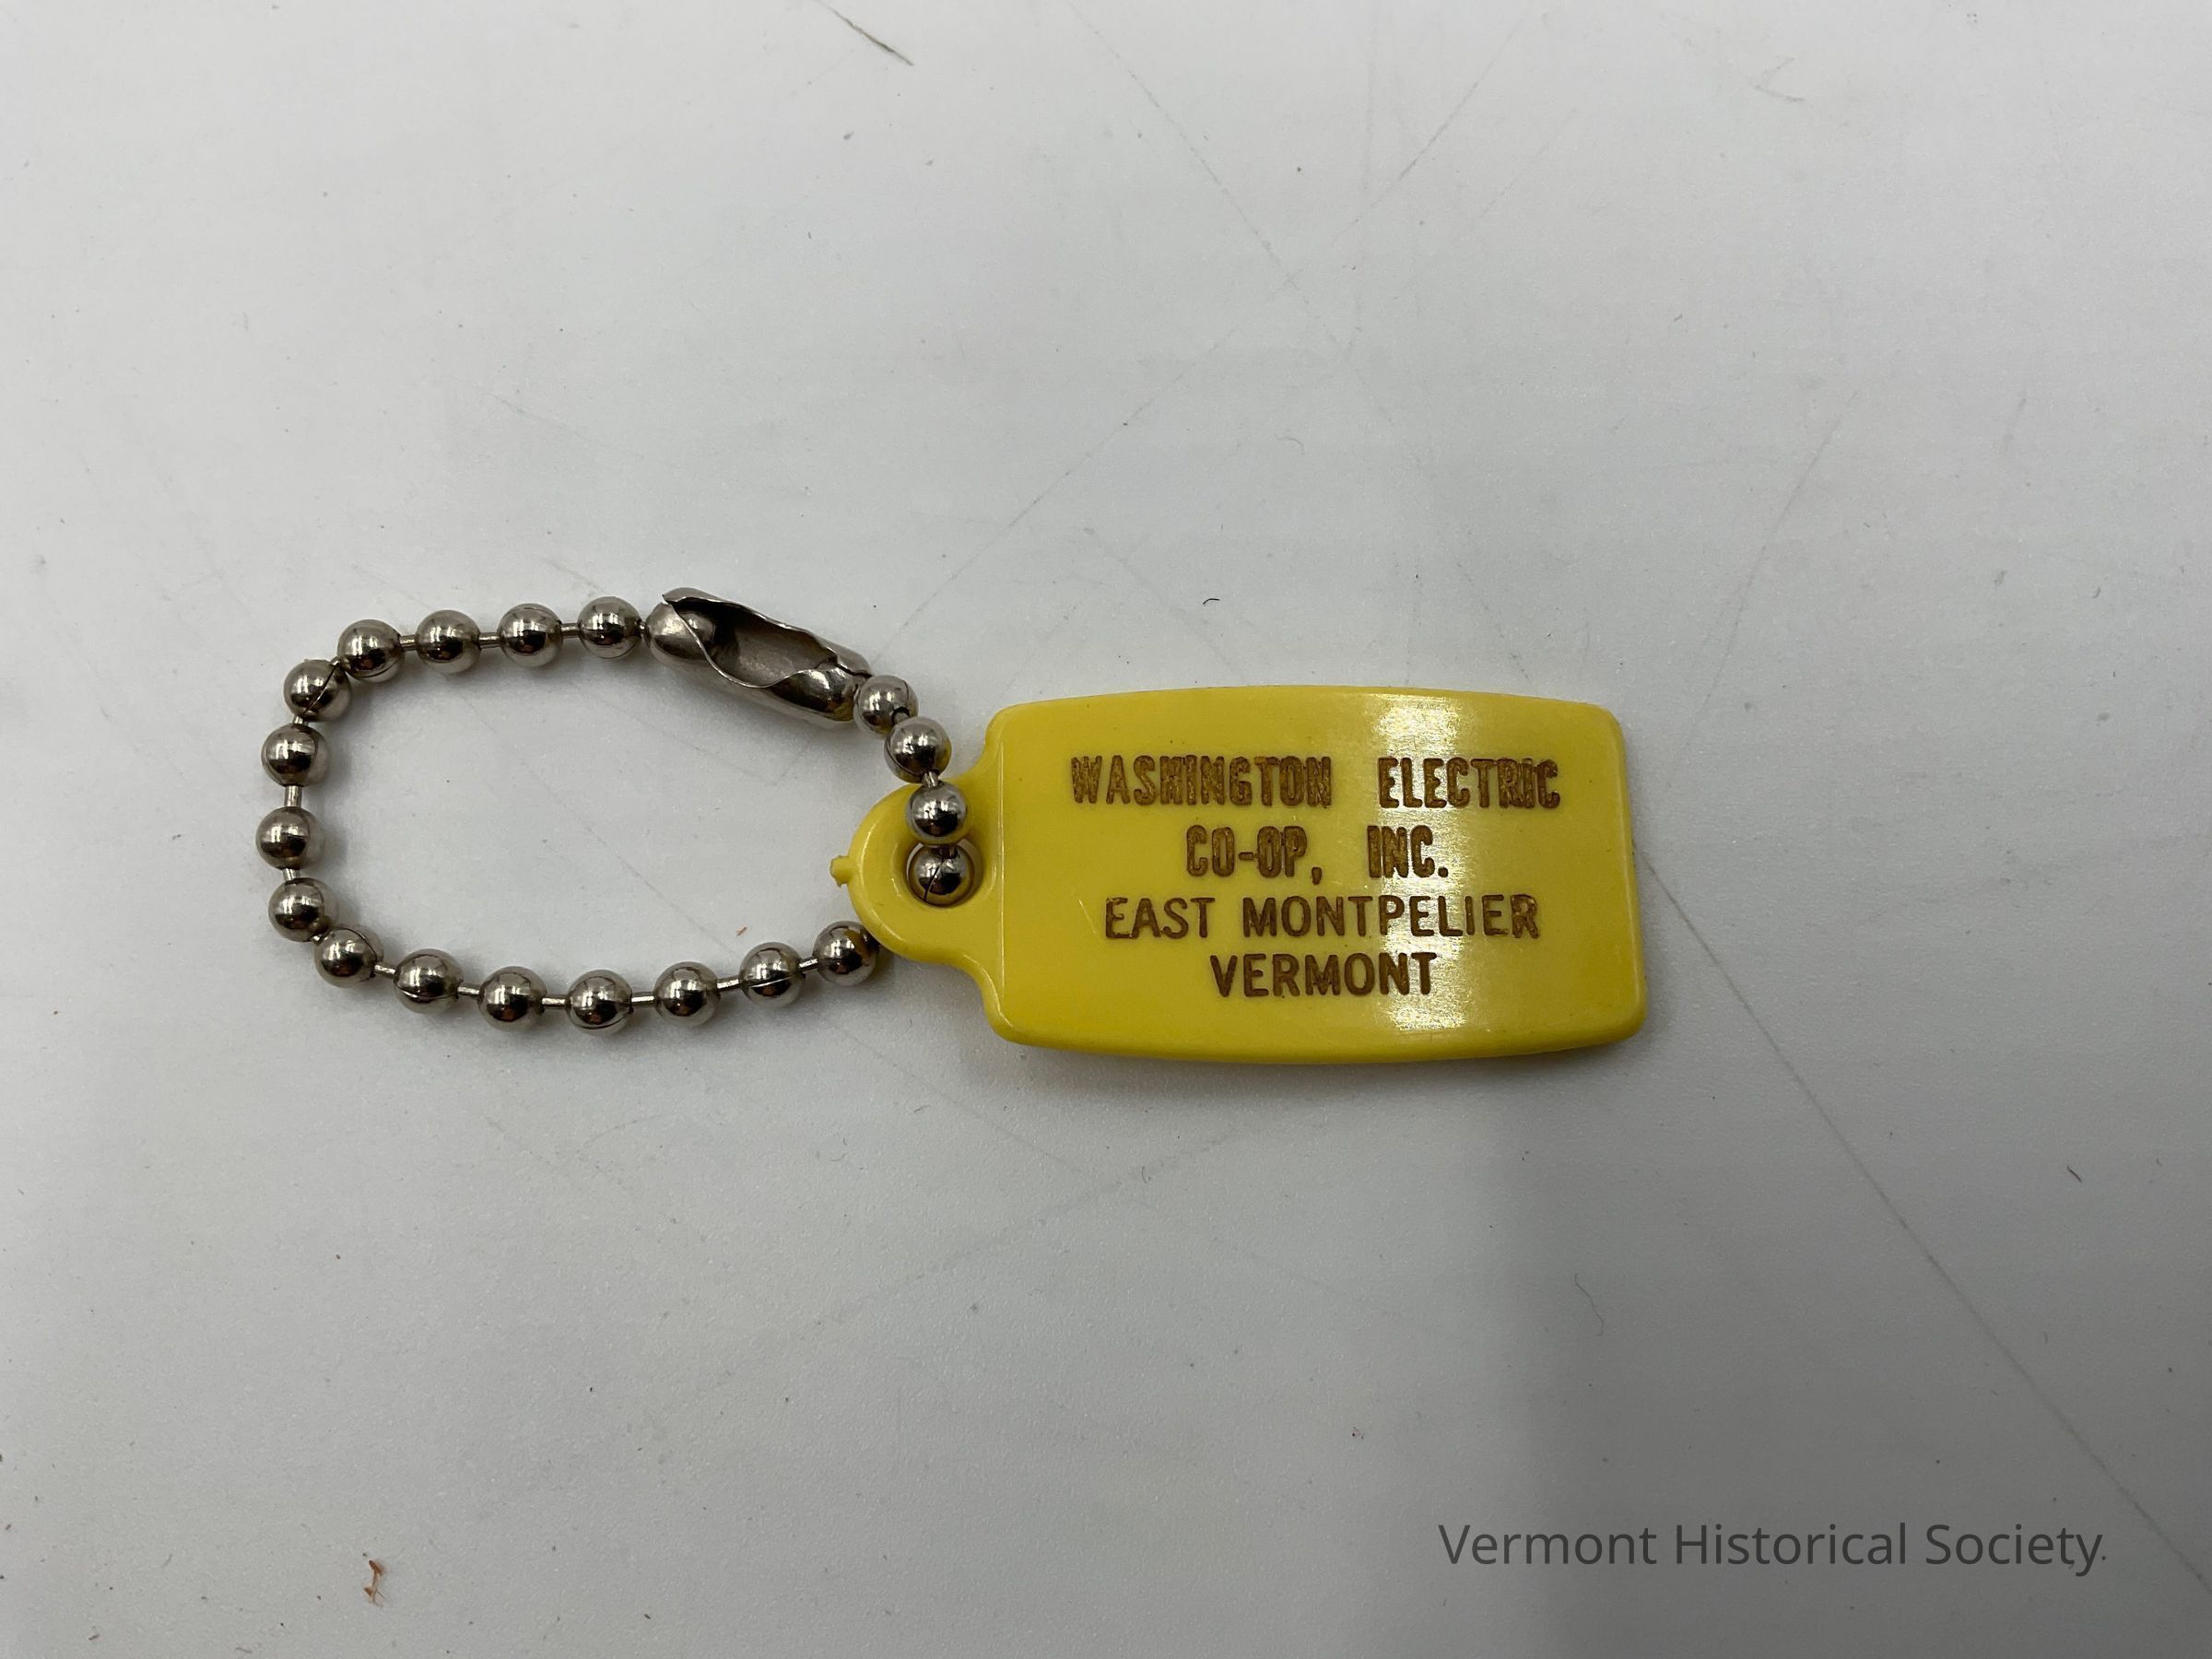 WASHINGTON ELECTRIC
CO-OP, INC.
EAST MONTPELIER
VERMONT
Vermont Historical Society